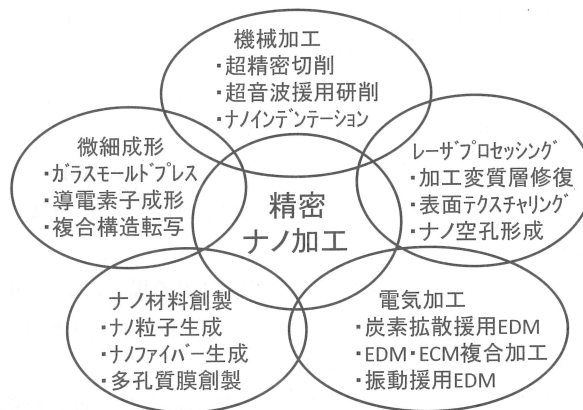 機械加工
・超精密切削
・超音波援用研削
・ナノインデンテーション
微細成形
・ガラスモールドプレス
・導電素子成形
・複合構造転写
レーザプロセッシング
・加工変質層修復
・表面テクスチャリング
・ナノ空孔形成
精密
ナノ加工
ナノ材料創製
・ナノ粒子生成
・ナノファイバー生成
・多孔質膜創製
電気加工
・炭素拡散援用EDM
・EDM・ECM複合加工
・振動援用EDM